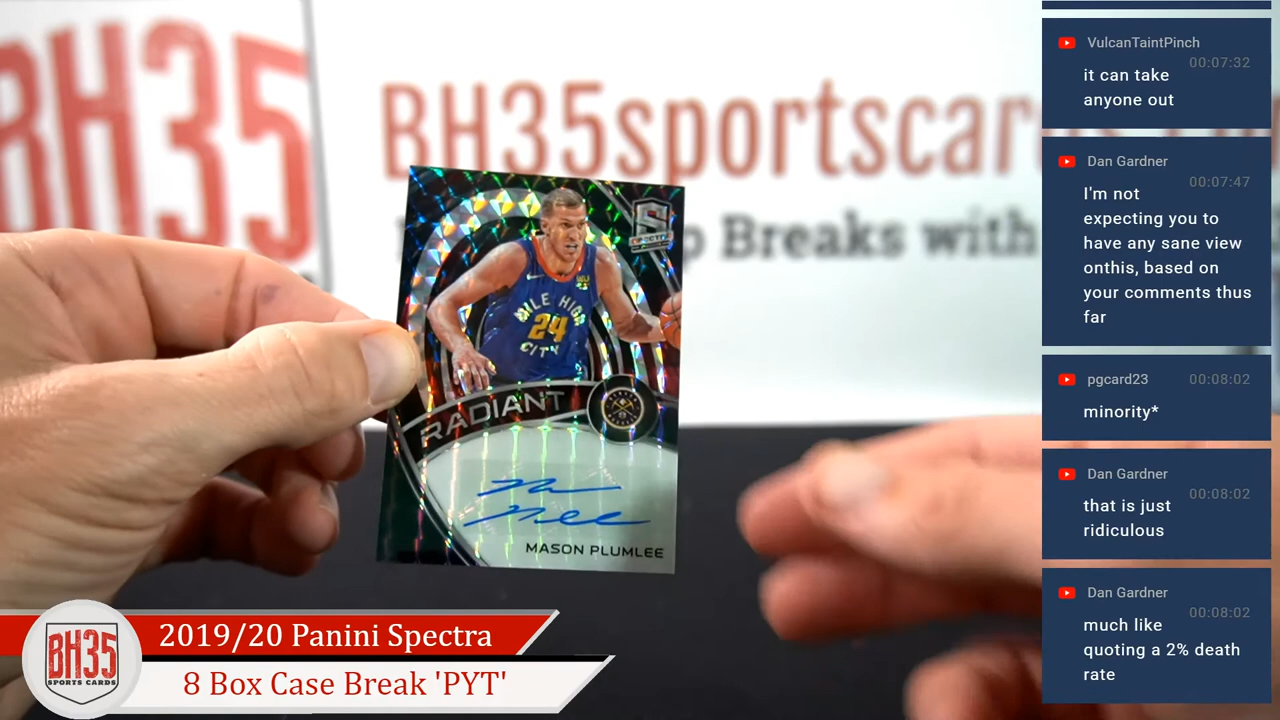 BH35
BH35sportscar
p Breaks with
SPECTRA
MILE HIGH
24
CITY
RADIANT
MASON PLUMLEE
BH35
SPORTS CARDS
2019/20 Panini Spectra
8 Box Case Break 'PYT'
VulcanTaintPinch
00:07:32
it can take
anyone out
Dan Gardner
00:07:47
I'm not
expecting you to
have any sane view
onthis, based on
your comments thus
far
pgcard23
00:08:02
minority*
Dan Gardner
00:08:02
that is just
ridiculous
Dan Gardner
00:08:02
much like
quoting a 2% death
rate